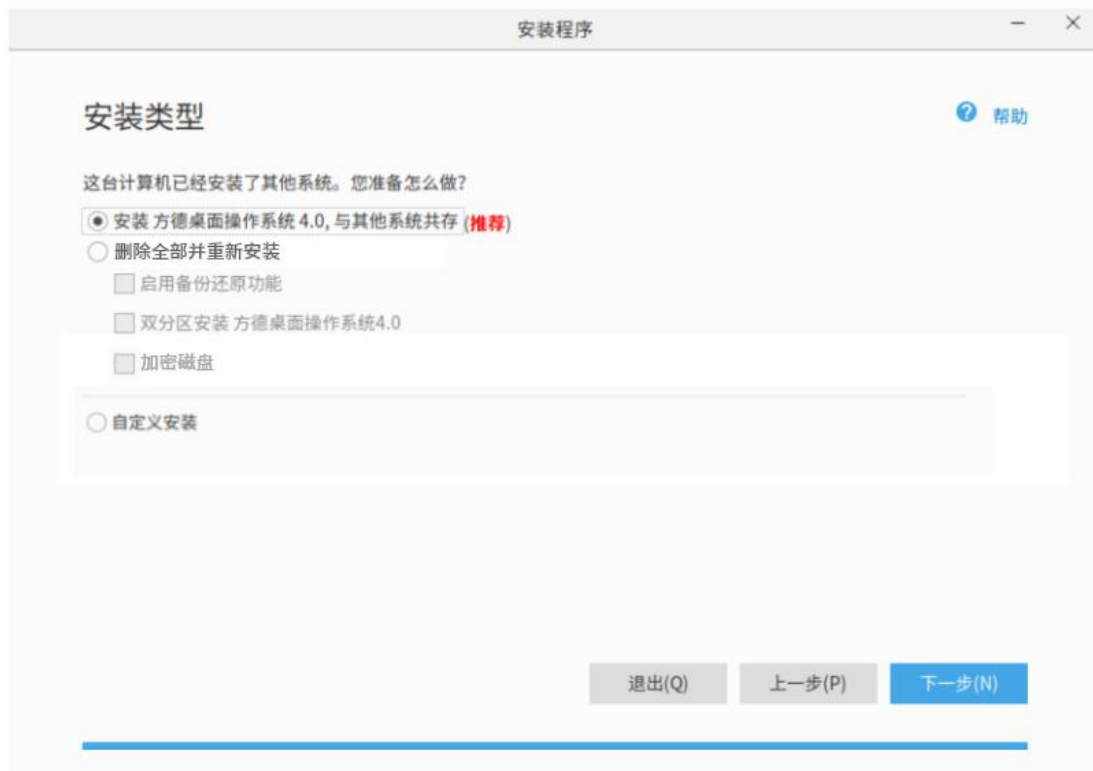 安装程序
安装类型
帮助
这台计算机已经安装了其他系统。您准备怎么做?
安装 方德桌面操作系统 4.0, 与其他系统共存 (推荐)
删除全部并重新安装
启用备份还原功能
双分区安装 方德桌面操作系统4.0
加密磁盘
自定义安装
退出(Q) 上一步(P) 下一步(N)